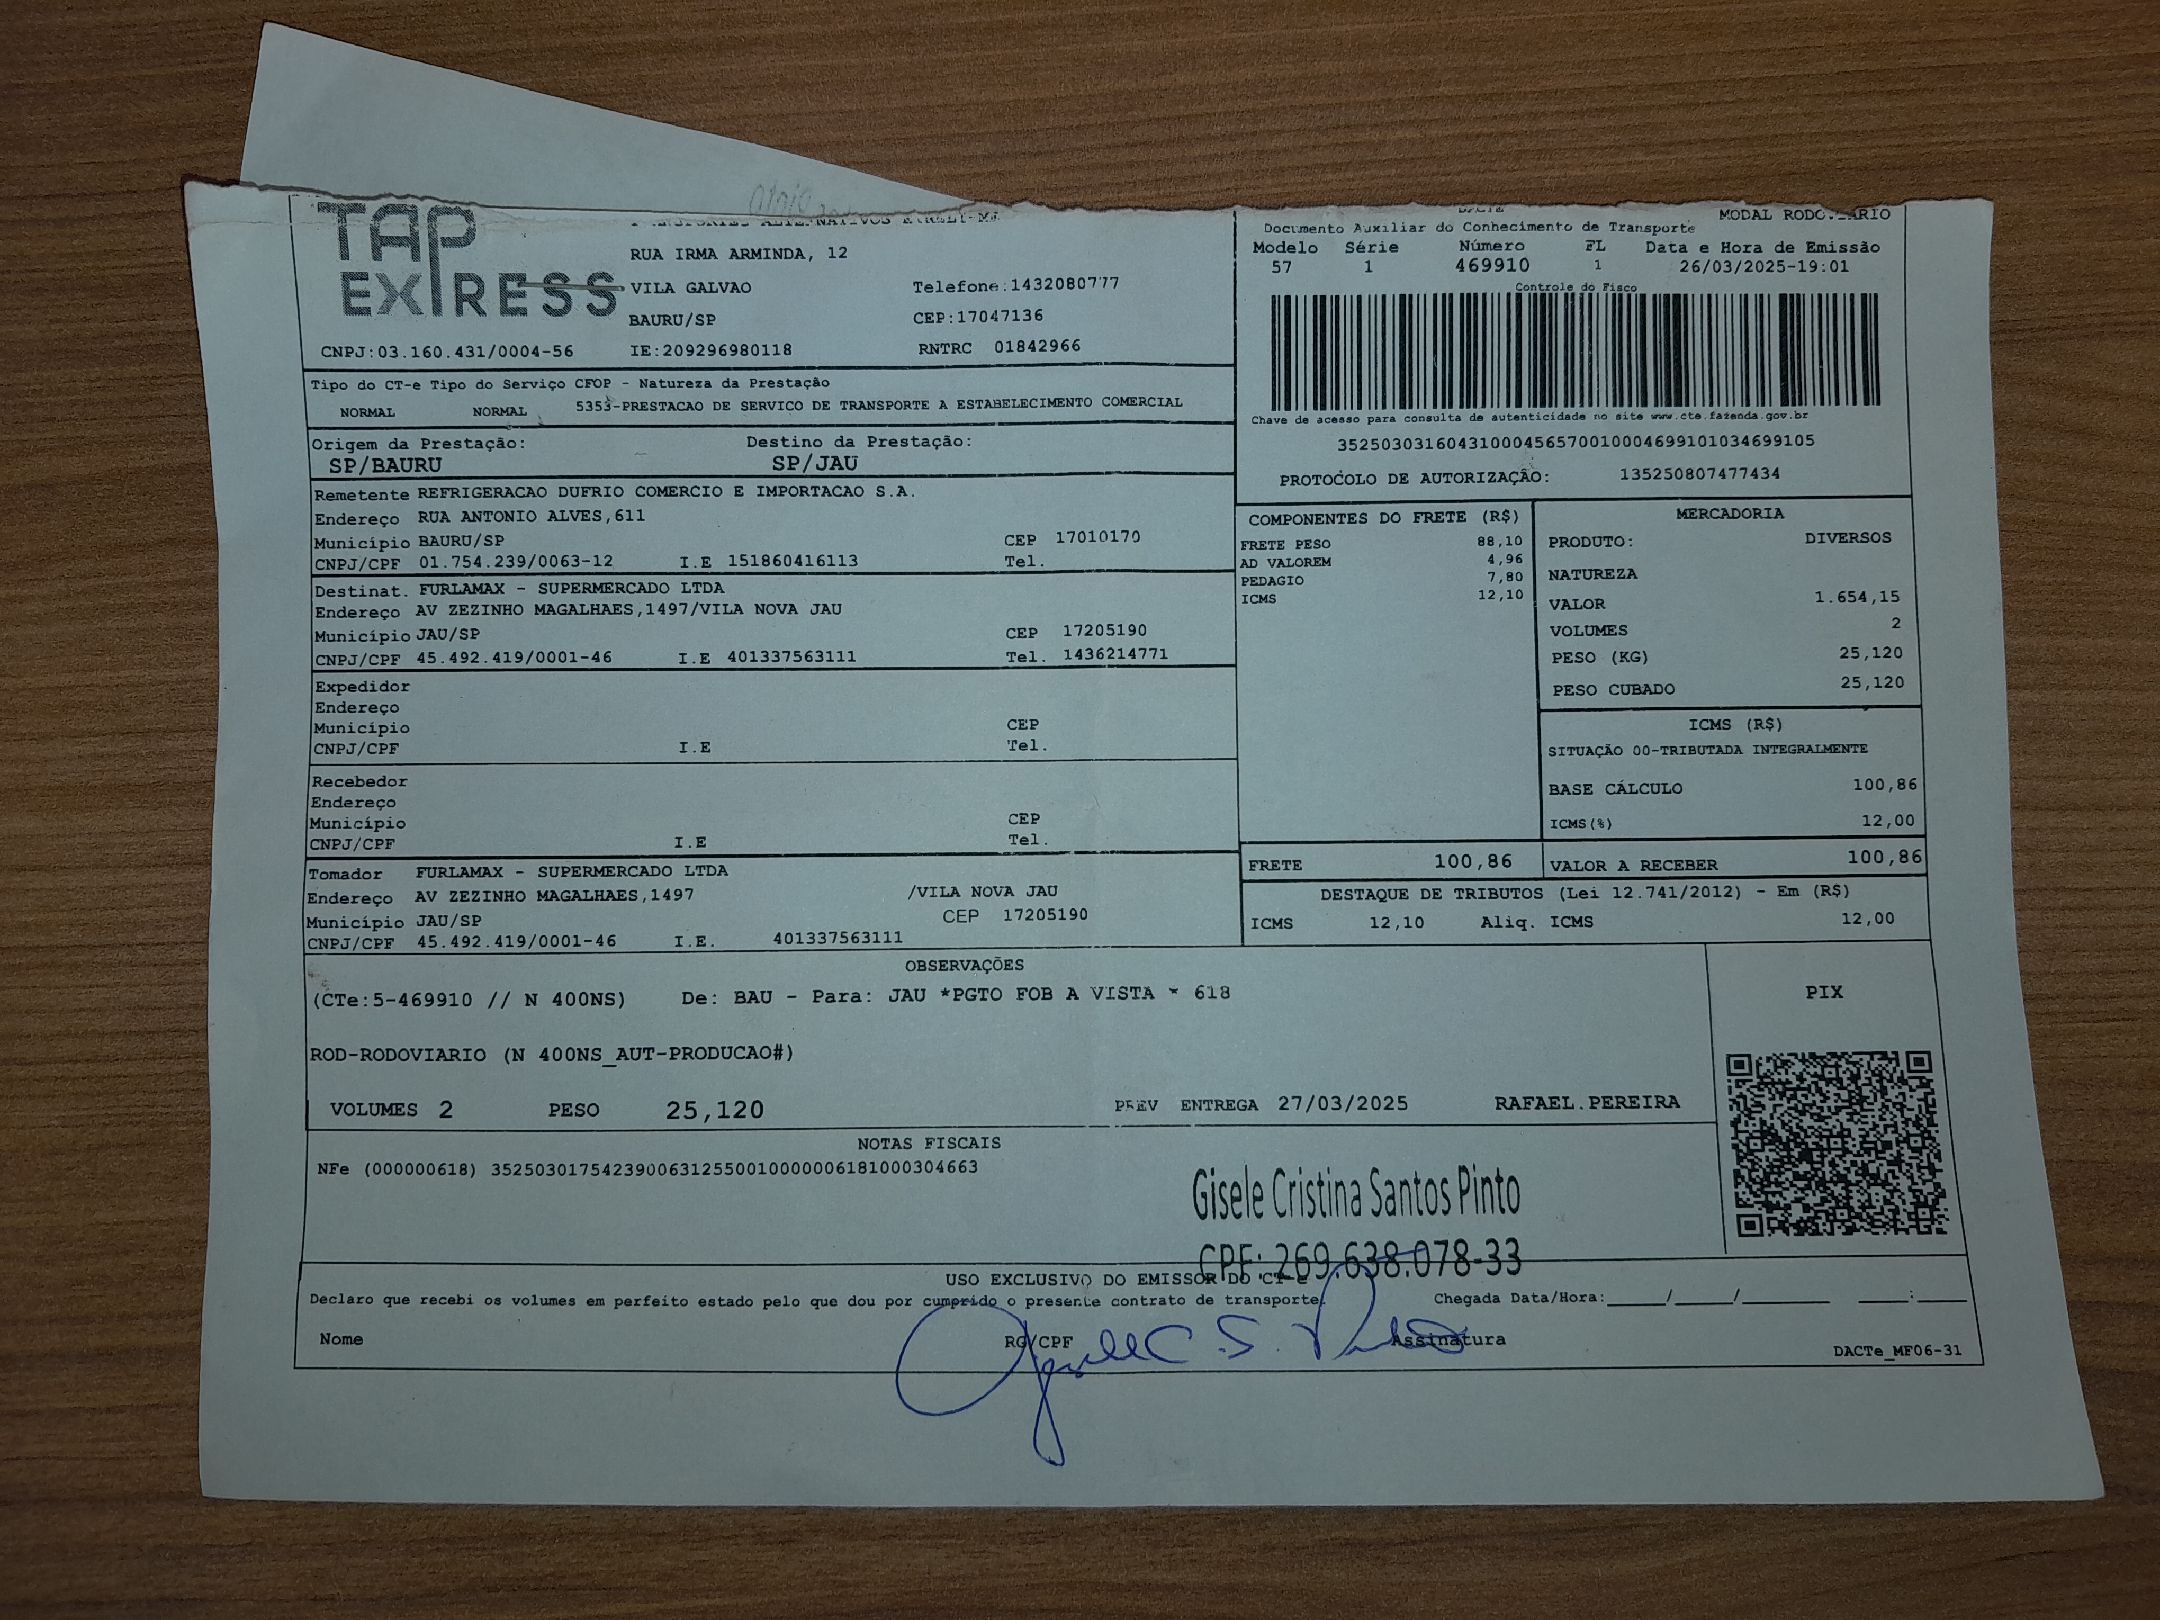 TAP
EXPRESS
RUA IRMA ARMINDA, 12
VILA GALVAO Telefone:1432080777
BAURU/SP CEP:17047136
CNPJ:03.160.431/0004-56 IE:209296980118 RNTRC 01842966
MODAL RODOVIARIO
Documento Auxiliar do Conhecimento de Transporte
Modelo Série Número FL Data e Hora de Emissão
57 1 469910 1 26/03/2025-19:01
Controle do Fisco
Chave de acesso para consulta de autenticidade no site www.cte.fazenda.gov.br
35250303160431000456570010004699101034699105
PROTOCOLO DE AUTORIZAÇÃO: 135250807477434
Tipo do CT-e Tipo do Serviço CFOP - Natureza da Prestação
NORMAL NORMAL 5353-PRESTACAO DE SERVICO DE TRANSPORTE A ESTABELECIMENTO COMERCIAL
Origem da Prestação: Destino da Prestação:
SP/BAURU SP/JAU
Remetente REFRIGERACAO DUFRIO COMERCIO E IMPORTACAO S.A.
Endereço RUA ANTONIO ALVES,611
Município BAURU/SP CEP 17010170
CNPJ/CPF 01.754.239/0063-12 I.E 151860416113 Tel.
Destinat. FURLAMAX - SUPERMERCADO LTDA
Endereço AV ZEZINHO MAGALHAES,1497/VILA NOVA JAU
Município JAU/SP CEP 17205190
CNPJ/CPF 45.492.419/0001-46 I.E 401337563111 Tel. 1436214771
Expedidor
Endereço
Município CEP
CNPJ/CPF I.E Tel.
Recebedor
Endereço
Município CEP
CNPJ/CPF I.E Tel.
Tomador FURLAMAX - SUPERMERCADO LTDA
Endereço AV ZEZINHO MAGALHAES,1497 /VILA NOVA JAU
Município JAU/SP CEP 17205190
CNPJ/CPF 45.492.419/0001-46 I.E. 401337563111
COMPONENTES DO FRETE (R$)
FRETE PESO 88,10
AD VALOREM 4,96
PEDAGIO 7,80
ICMS 12,10
MERCADORIA
PRODUTO: DIVERSOS
NATUREZA
VALOR 1.654,15
VOLUMES 2
PESO (KG) 25,120
PESO CUBADO 25,120
ICMS (R$)
SITUAÇÃO 00-TRIBUTADA INTEGRALMENTE
BASE CÁLCULO 100,86
ICMS(%) 12,00
FRETE 100,86 VALOR A RECEBER 100,86
DESTAQUE DE TRIBUTOS (Lei 12.741/2012) - Em (R$)
ICMS 12,10 Aliq. ICMS 12,00
OBSERVAÇÕES
(CTe:5-469910 // N 400NS) De: BAU - Para: JAU *PGTO FOB A VISTA * 618
ROD-RODOVIARIO (N 400NS_AUT-PRODUCAO#)
VOLUMES 2 PESO 25,120 PREV ENTREGA 27/03/2025 RAFAEL.PEREIRA
PIX
NOTAS FISCAIS
NFe (000000618) 35250301754239006312550010000006181000304663
Gisele Cristina Santos Pinto
CPF: 269.638.078-33
USO EXCLUSIVO DO EMISSOR DO CT-e
Declaro que recebi os volumes em perfeito estado pelo que dou por cumprido o presente contrato de transporte. Chegada Data/Hora:_____/_____/________ ____:____
Nome RG/CPF Assinatura
DACTe_MF06-31